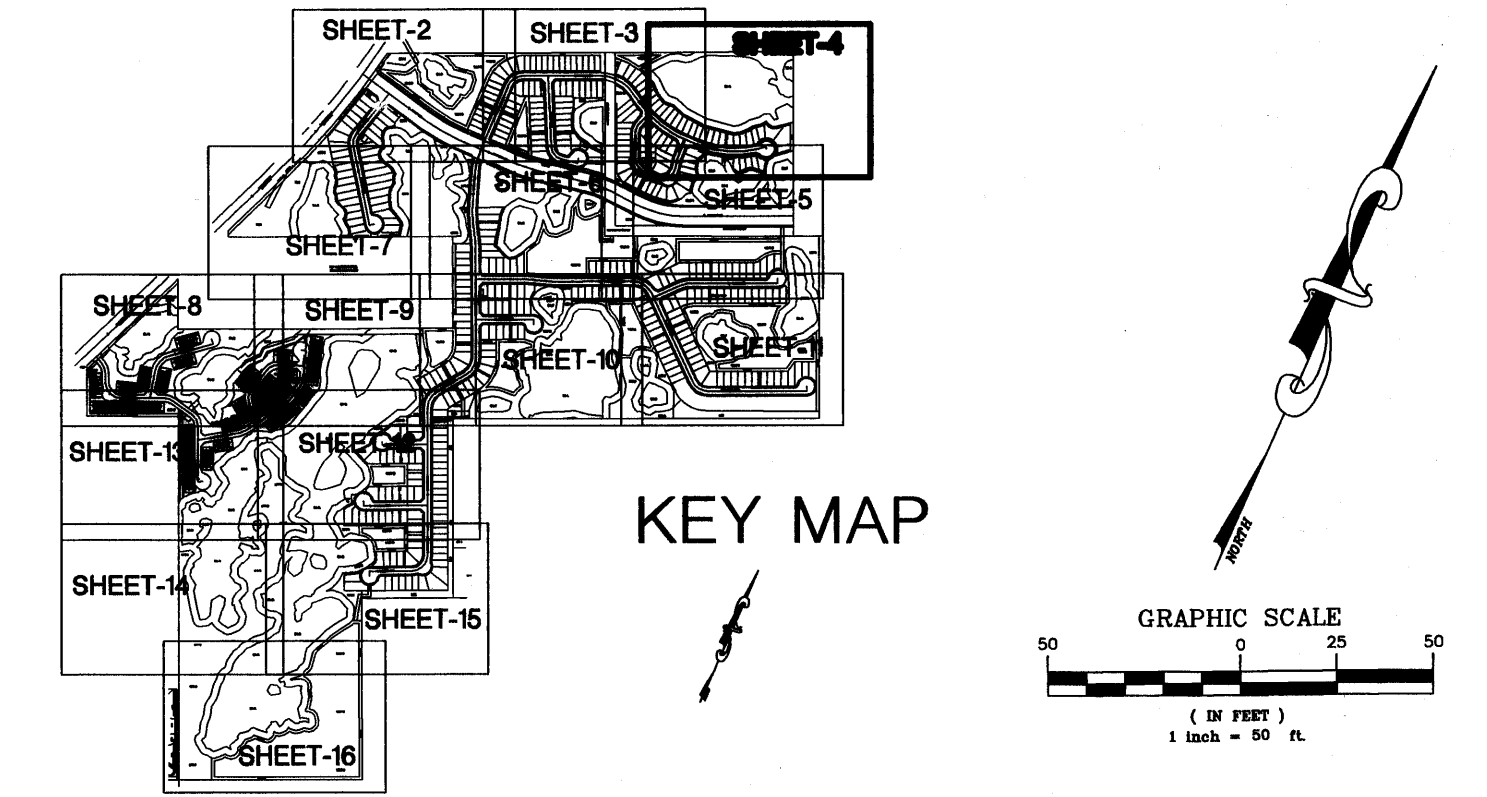 SHEET-2
SHEET-3
SHEET-4
SHEET-6
SHEET-5
SHEET-7
SHEET-8
SHEET-9
SHEET-10
SHEET-11
SHEET-13
SHEET-12
KEY MAP
NORTH
SHEET-14
SHEET-15
GRAPHIC SCALE
50 0 25 50
( IN FEET )
1 inch = 50 ft.
SHEET-16